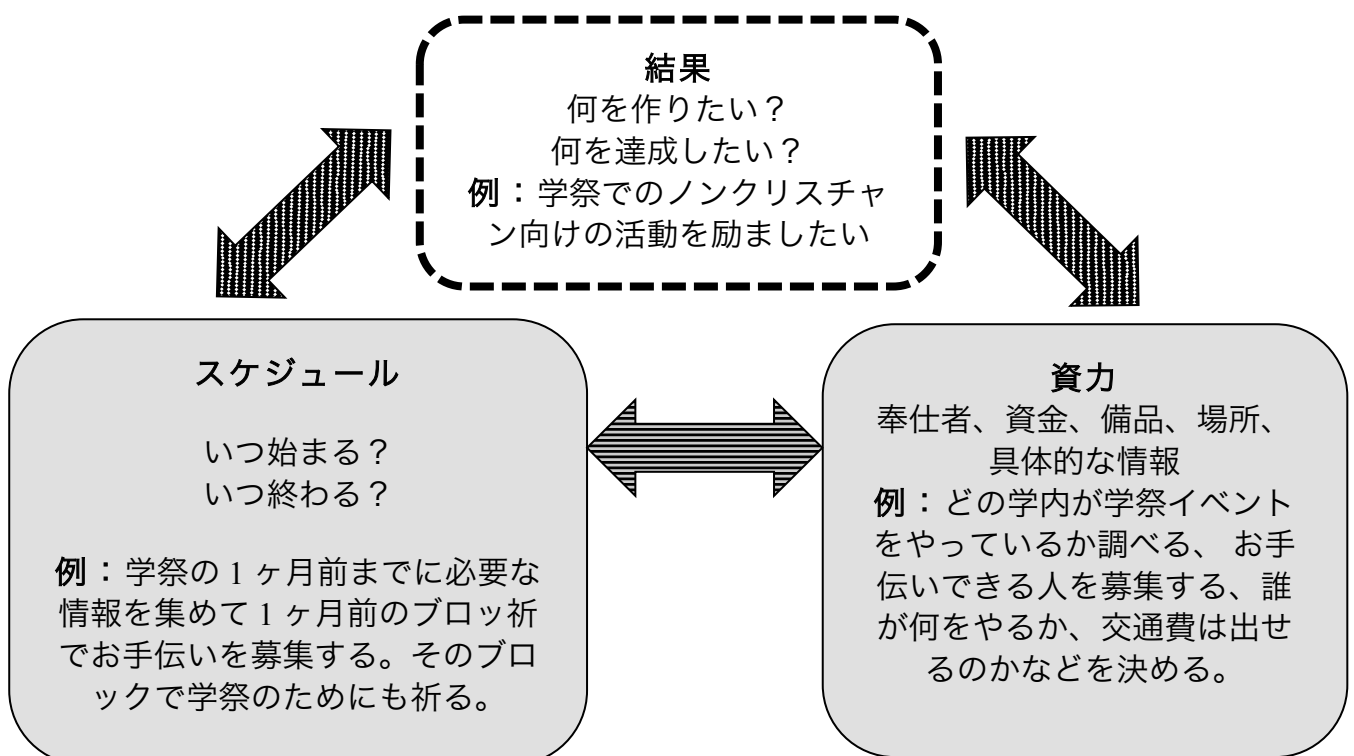 結果
何を作りたい？
何を達成したい？
例：学祭でのノンクリスチャ
ン向けの活動を励ましたい
スケジュール
いつ始まる？
いつ終わる？
例：学祭の 1 ヶ月前までに必要な
情報を集めて 1 ヶ月前のブロッ祈
でお手伝いを募集する。そのブロ
ックで学祭のためにも祈る。
資力
奉仕者、資金、備品、場所、
具体的な情報
例：どの学内が学祭イベント
をやっているか調べる、 お手
伝いできる人を募集する、誰
が何をやるか、交通費は出せ
るのかなどを決める。